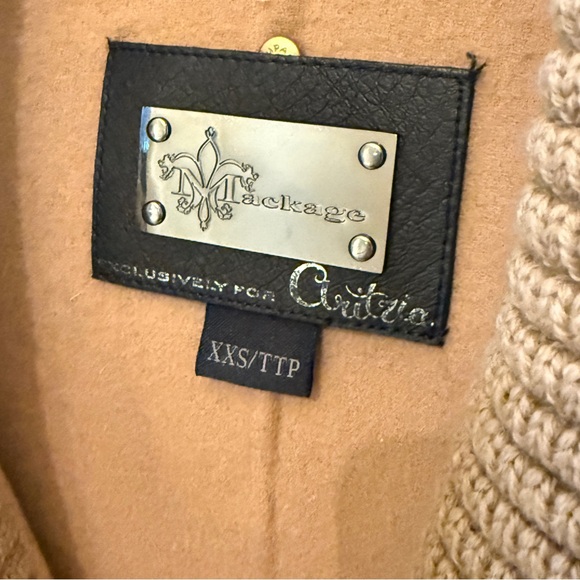 Mackage
EXCLUSIVELY FOR Aritzia
XXS/TTP